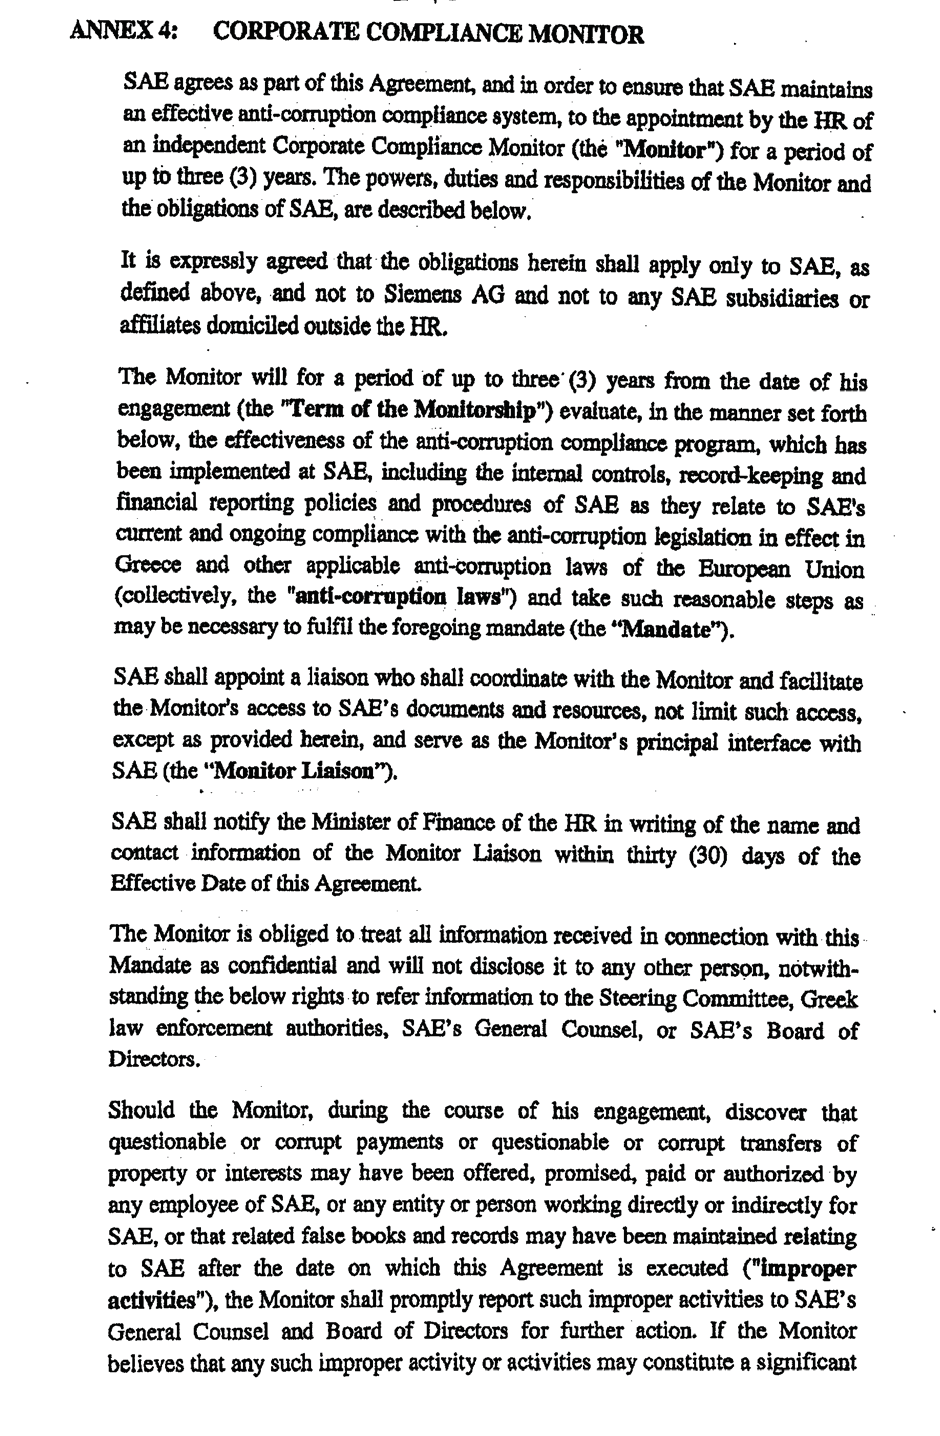 ANNEX 4: CORPORATE COMPLIANCE MONITOR
SAE agrees as part of this Agreement, and in order to ensure that SAE maintains
an effective anti-corruption compliance system, to the appointment by the HR of
an independent Corporate Compliance Monitor (the "Monitor") for a period of
up to three (3) years. The powers, duties and responsibilities of the Monitor and
the obligations of SAE, are described below.
It is expressly agreed that the obligations herein shall apply only to SAE, as
defined above, and not to Siemens AG and not to any SAE subsidiaries or
affiliates domiciled outside the HR.
The Monitor will for a period of up to three (3) years from the date of his
engagement (the "Term of the Monitorship") evaluate, in the manner set forth
below, the effectiveness of the anti-corruption compliance program, which has
been implemented at SAE, including the internal controls, record-keeping and
financial reporting policies and procedures of SAE as they relate to SAE's
current and ongoing compliance with the anti-corruption legislation in effect in
Greece and other applicable anti-corruption laws of the European Union
(collectively, the "anti-corruption laws") and take such reasonable steps as
may be necessary to fulfil the foregoing mandate (the “Mandate”).
SAE shall appoint a liaison who shall coordinate with the Monitor and facilitate
the Monitor's access to SAE’s documents and resources, not limit such access,
except as provided herein, and serve as the Monitor’s principal interface with
SAE (the “Monitor Liaison”).
SAE shall notify the Minister of Finance of the HR in writing of the name and
contact information of the Monitor Liaison within thirty (30) days of the
Effective Date of this Agreement.
The Monitor is obliged to treat all information received in connection with this
Mandate as confidential and will not disclose it to any other person, notwith-
standing the below rights to refer information to the Steering Committee, Greek
law enforcement authorities, SAE’s General Counsel, or SAE’s Board of
Directors.
Should the Monitor, during the course of his engagement, discover that
questionable or corrupt payments or questionable or corrupt transfers of
property or interests may have been offered, promised, paid or authorized by
any employee of SAE, or any entity or person working directly or indirectly for
SAE, or that related false books and records may have been maintained relating
to SAE after the date on which this Agreement is executed ("improper
activities"), the Monitor shall promptly report such improper activities to SAE’s
General Counsel and Board of Directors for further action. If the Monitor
believes that any such improper activity or activities may constitute a significant